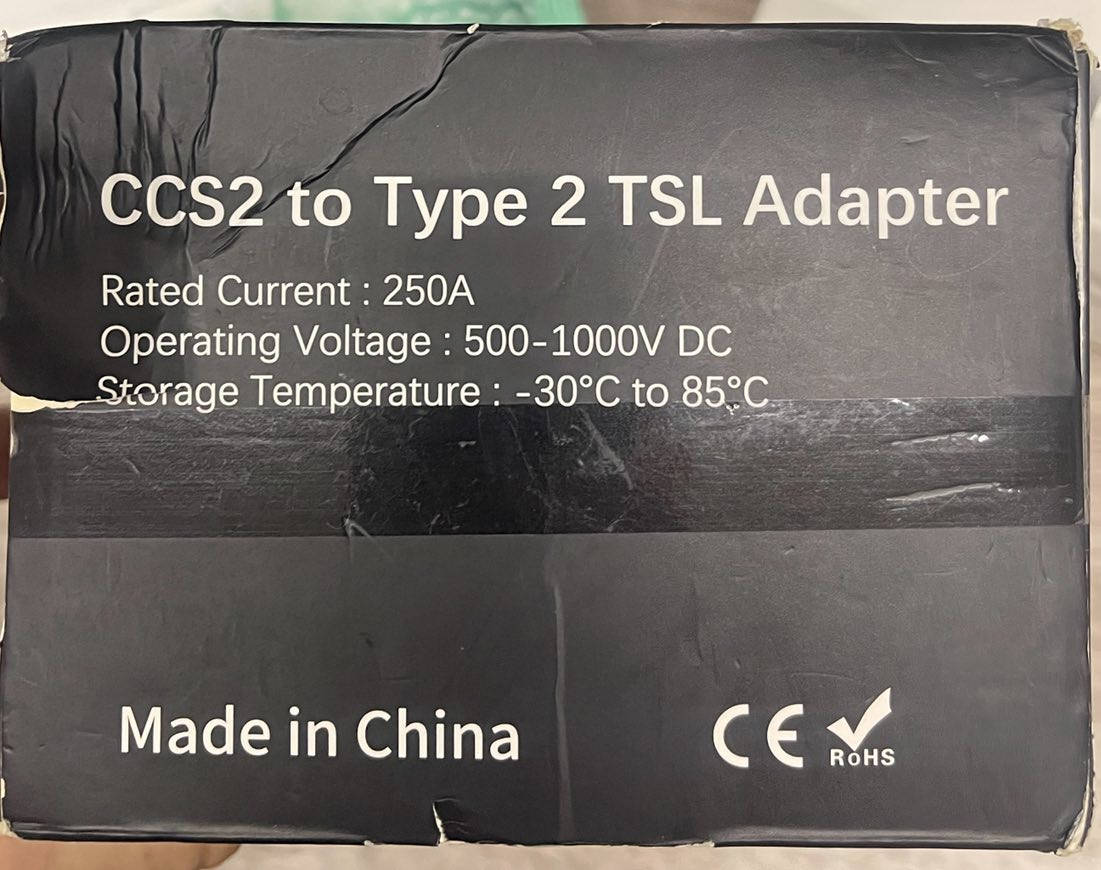 CCS2 to Type 2 TSL Adapter
Rated Current : 250A
Operating Voltage : 500-1000V DC
Storage Temperature : -30°C to 85°C
Made in China
CE
RoHS